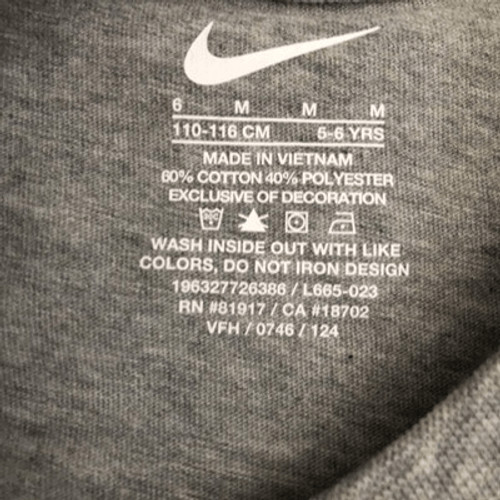 6 M M M
110-116 CM 5-6 YRS
MADE IN VIETNAM
60% COTTON 40% POLYESTER
EXCLUSIVE OF DECORATION
WASH INSIDE OUT WITH LIKE
COLORS, DO NOT IRON DESIGN
196327726386 / L665-023
RN #81917 / CA #18702
VFH / 0746 / 124